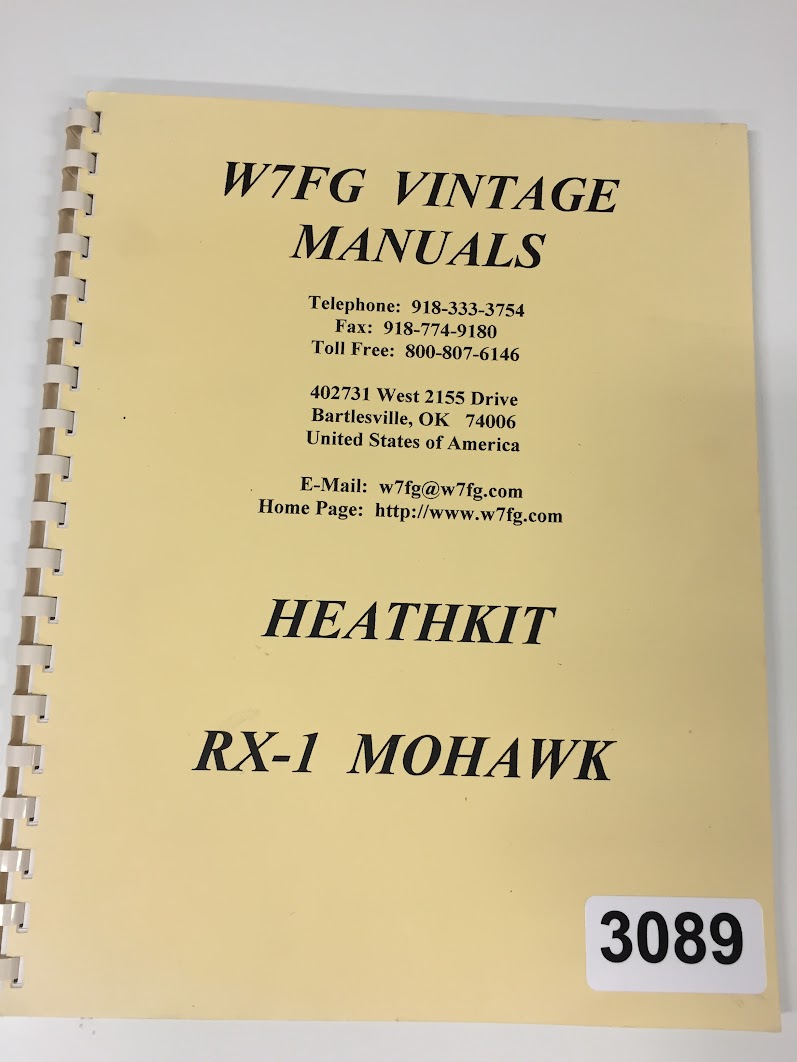 W7FG VINTAGE
MANUALS
Telephone: 918-333-3754
Fax: 918-774-9180
Toll Free: 800-807-6146
402731 West 2155 Drive
Bartlesville, OK 74006
United States of America
E-Mail: w7fg@w7fg.com
Home Page: http://www.w7fg.com
HEATHKIT
RX-1 MOHAWK
3089